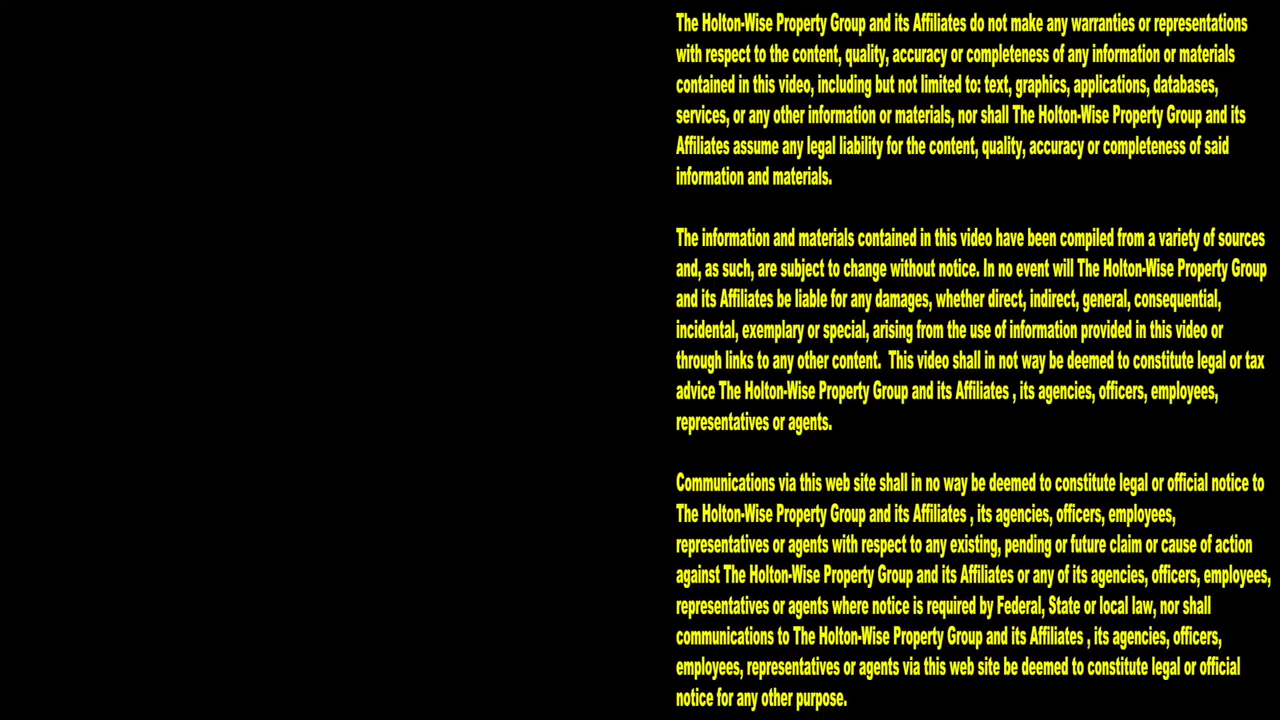 The Holton-Wise Property Group and its Affiliates do not make any warranties or representations
with respect to the content, quality, accuracy or completeness of any information or materials
contained in this video, including but not limited to: text, graphics, applications, databases,
services, or any other information or materials, nor shall The Holton-Wise Property Group and its
Affiliates assume any legal liability for the content, quality, accuracy or completeness of said
information and materials.
The information and materials contained in this video have been compiled from a variety of sources
and, as such, are subject to change without notice. In no event will The Holton-Wise Property Group
and its Affiliates be liable for any damages, whether direct, indirect, general, consequential,
incidental, exemplary or special, arising from the use of information provided in this video or
through links to any other content.  This video shall in not way be deemed to constitute legal or tax
advice The Holton-Wise Property Group and its Affiliates , its agencies, officers, employees,
representatives or agents.
Communications via this web site shall in no way be deemed to constitute legal or official notice to
The Holton-Wise Property Group and its Affiliates , its agencies, officers, employees,
representatives or agents with respect to any existing, pending or future claim or cause of action
against The Holton-Wise Property Group and its Affiliates or any of its agencies, officers, employees,
representatives or agents where notice is required by Federal, State or local law, nor shall
communications to The Holton-Wise Property Group and its Affiliates , its agencies, officers,
employees, representatives or agents via this web site be deemed to constitute legal or official
notice for any other purpose.